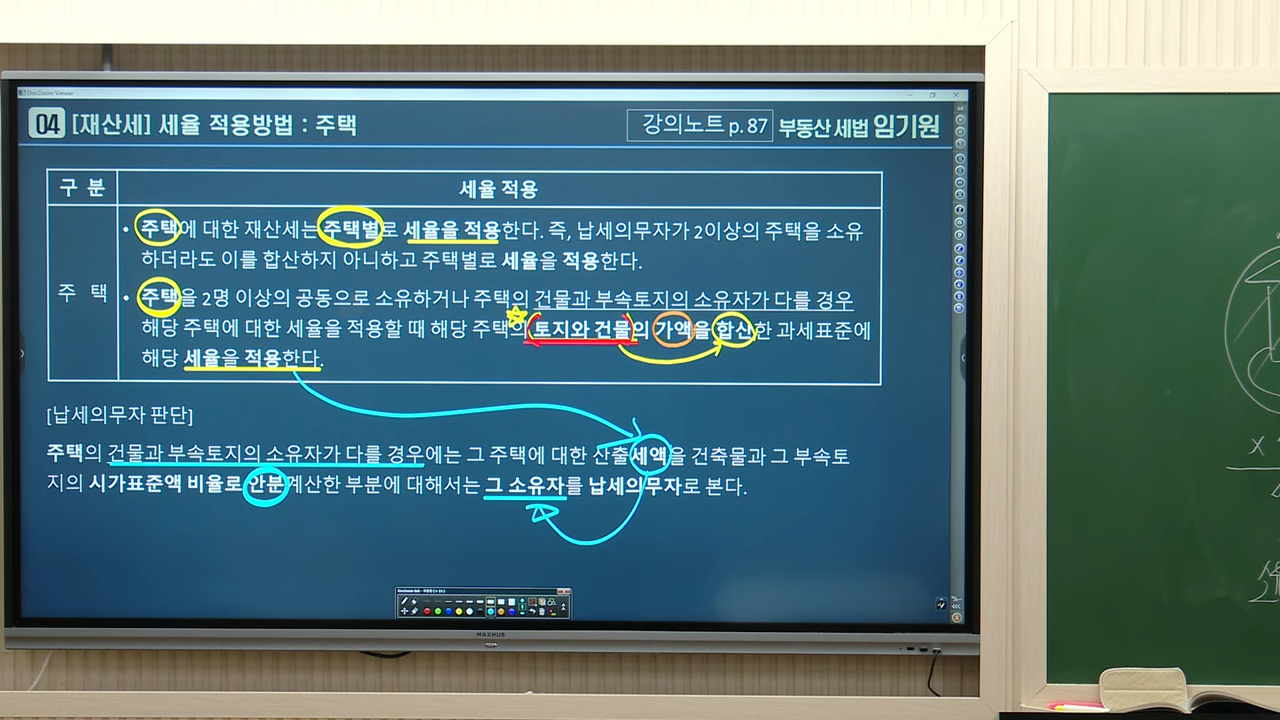 DocZoom Viewer
04 [재산세] 세율 적용방법 : 주택
강의노트 p. 87
부동산 세법 임기원
구 분
세율 적용
주 택
• 주택에 대한 재산세는 주택별로 세율을 적용한다. 즉, 납세의무자가 2이상의 주택을 소유
하더라도 이를 합산하지 아니하고 주택별로 세율을 적용한다.
• 주택을 2명 이상의 공동으로 소유하거나 주택의 건물과 부속토지의 소유자가 다를 경우
해당 주택에 대한 세율을 적용할 때 해당 주택의 토지와 건물의 가액을 합산한 과세표준에
해당 세율을 적용한다.
[납세의무자 판단]
주택의 건물과 부속토지의 소유자가 다를 경우에는 그 주택에 대한 산출세액을 건축물과 그 부속토
지의 시가표준액 비율로 안분계산한 부분에 대해서는 그 소유자를 납세의무자로 본다.
MAXHUB